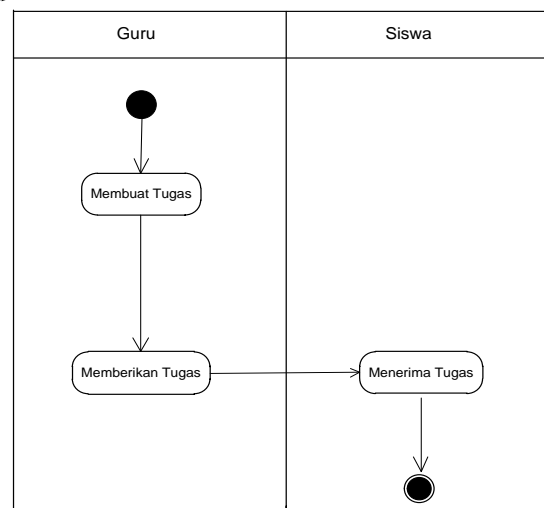 Guru
Siswa
Membuat Tugas
Memberikan Tugas
Menerima Tugas